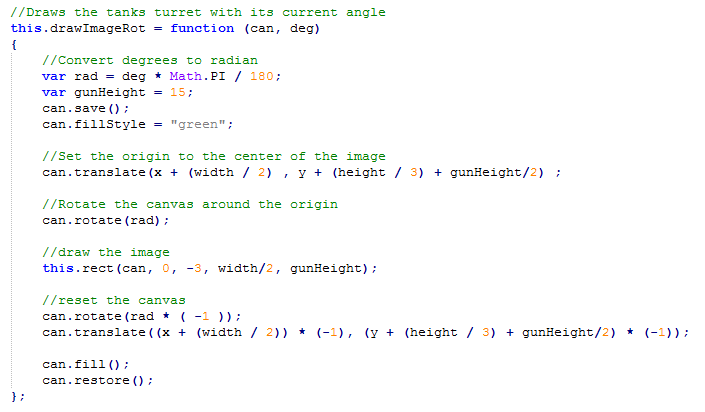 //Draws the tanks turret with its current angle
this.drawImageRot = function (can, deg)
{
    //Convert degrees to radian
    var rad = deg * Math.PI / 180;
    var gunHeight = 15;
    can.save();
    can.fillStyle = "green";

    //Set the origin to the center of the image
    can.translate(x + (width / 2) , y + (height / 3) + gunHeight/2) ;

    //Rotate the canvas around the origin
    can.rotate(rad);

    //draw the image
    this.rect(can, 0, -3, width/2, gunHeight);

    //reset the canvas
    can.rotate(rad * ( -1 ));
    can.translate((x + (width / 2)) * (-1), (y + (height / 3) + gunHeight/2) * (-1));

    can.fill();
    can.restore();
};